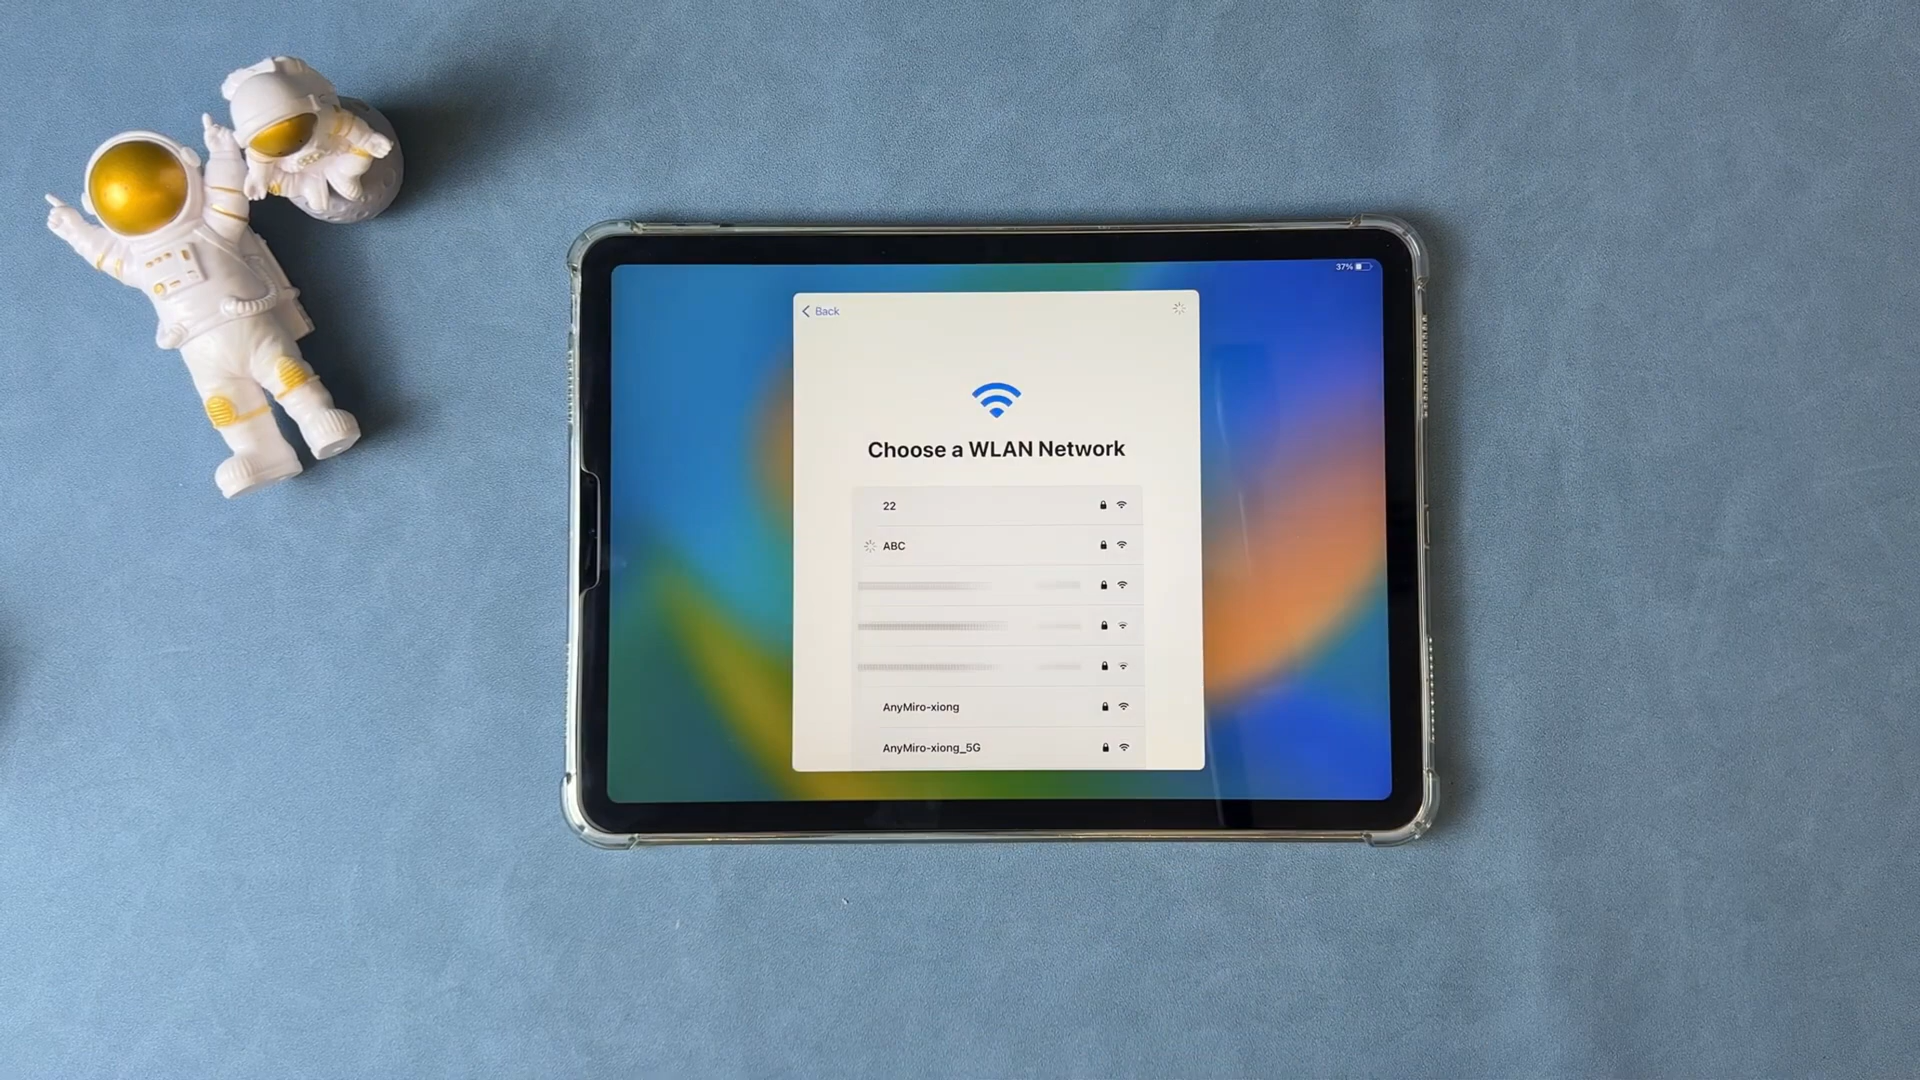 37%
Back
Choose a WLAN Network
22
ABC
AnyMiro-xiong
AnyMiro-xiong_5G